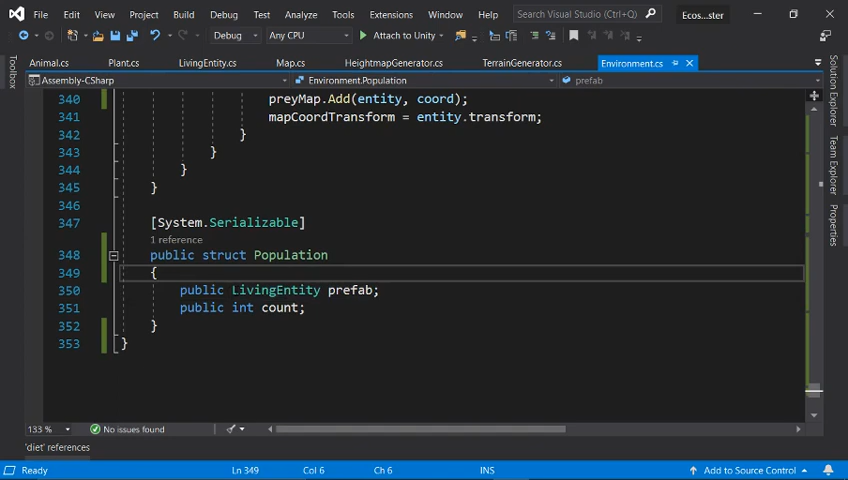 File Edit View Git Project Build Debug Test Analyze Tools Extensions Window Help Search Visual Studio (Ctrl+Q) Ecos...ster
Debug Any CPU Attach to Unity
Animal.cs Plant.cs LivingEntity.cs Map.cs HeightmapGenerator.cs TerrainGenerator.cs Environment.cs
Assembly-CSharp Environment.Population prefab
340 preyMap.Add(entity, coord);
341 mapCoordTransform = entity.transform;
342 }
343 }
344 }
345 }
346
347 [System.Serializable]
1 reference
348 public struct Population
349 {
350 public LivingEntity prefab;
351 public int count;
352 }
353 }
Toolbox
Solution Explorer
Team Explorer
Properties
133 % No issues found
'diet' references
Ready Ln 349 Col 6 Ch 6 INS Add to Source Control